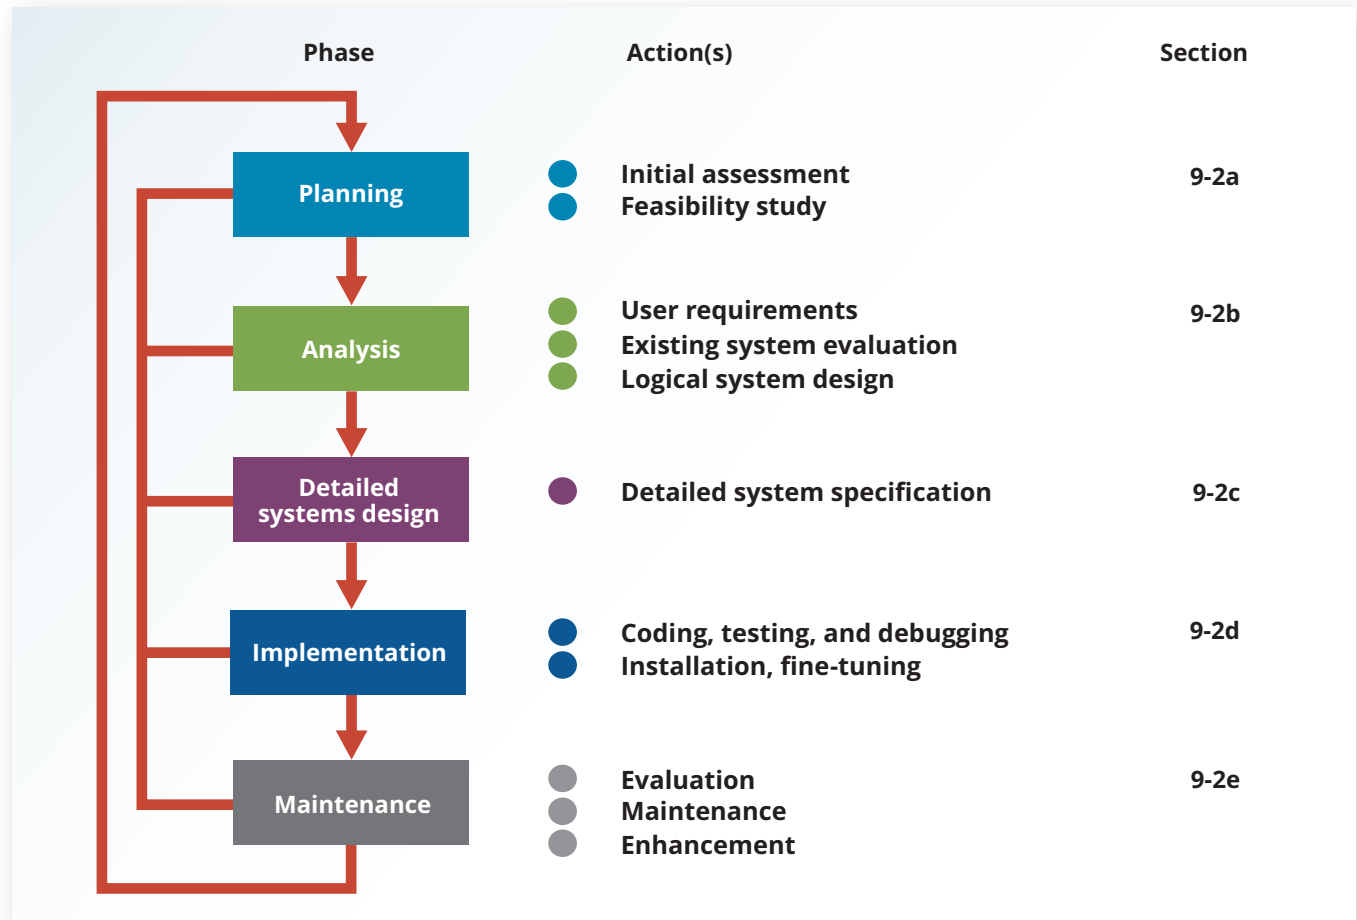 Phase Action(s) Section
Planning
Initial assessment
Feasibility study
9-2a
Analysis
User requirements
Existing system evaluation
Logical system design
9-2b
Detailed
systems design
Detailed system specification
9-2c
Implementation
Coding, testing, and debugging
Installation, fine-tuning
9-2d
Maintenance
Evaluation
Maintenance
Enhancement
9-2e